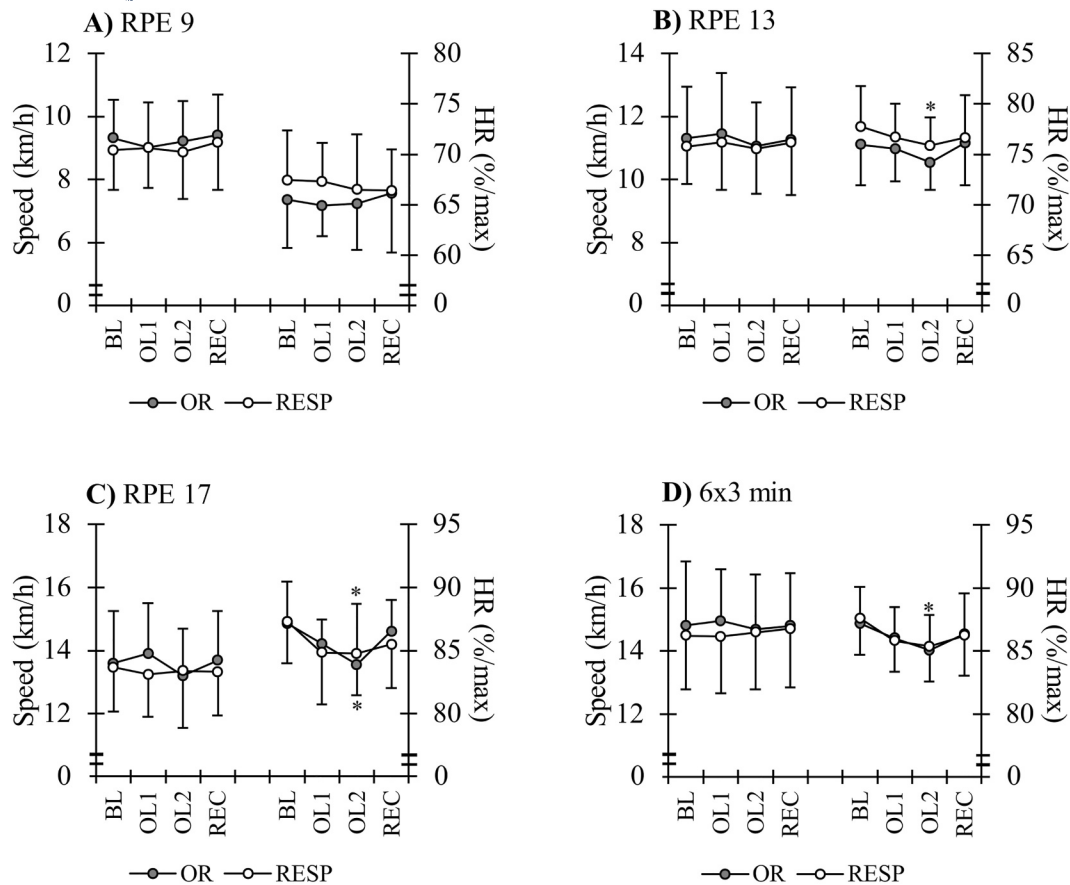 A) RPE 9
Speed (km/h)
12
10
8
6
0
HR (%/max)
80
75
70
65
60
0
BL
OL1
OL2
REC
BL
OL1
OL2
REC
OR
RESP
B) RPE 13
Speed (km/h)
14
12
10
8
0
HR (%/max)
85
80
75
70
65
0
*
BL
OL1
OL2
REC
BL
OL1
OL2
REC
OR
RESP
C) RPE 17
Speed (km/h)
18
16
14
12
0
HR (%/max)
95
90
85
80
0
*
*
BL
OL1
OL2
REC
BL
OL1
OL2
REC
OR
RESP
D) 6x3 min
Speed (km/h)
18
16
14
12
0
HR (%/max)
95
90
85
80
0
*
BL
OL1
OL2
REC
BL
OL1
OL2
REC
OR
RESP